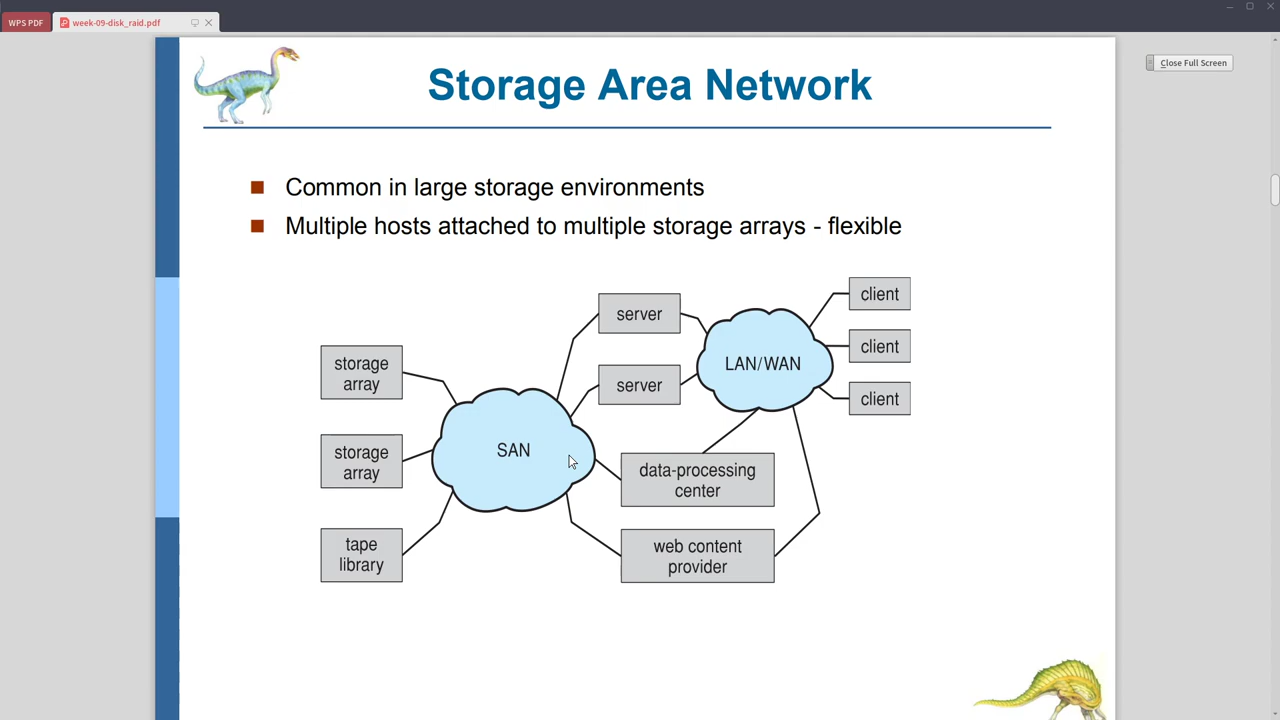 WPS PDF
week-09-disk_raid.pdf
Close Full Screen
Storage Area Network
Common in large storage environments
Multiple hosts attached to multiple storage arrays - flexible
storage
array
storage
array
tape
library
SAN
server
server
data-processing
center
web content
provider
LAN/WAN
client
client
client